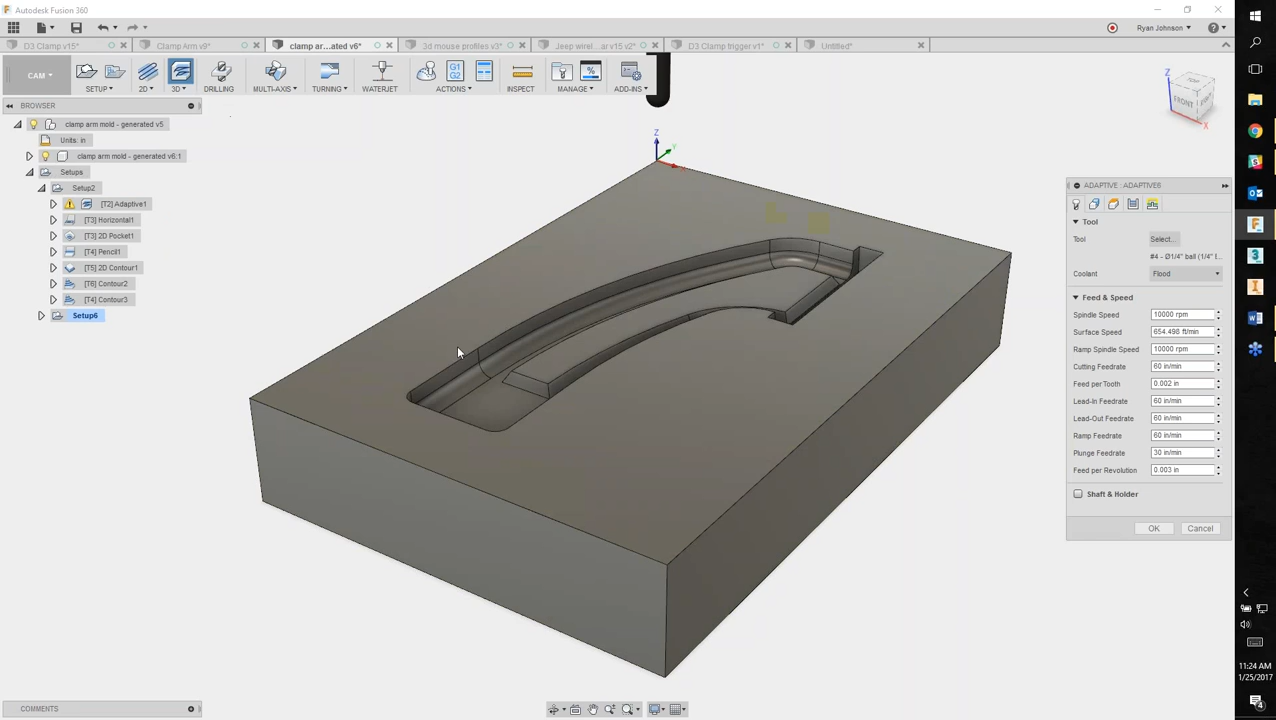 Autodesk Fusion 360
Ryan Johnson
D3 Clamp v15*
Clamp Arm v9*
clamp ar...ated v6*
3d mouse profiles v3*
Jeep wirel...ar v15 v2*
D3 Clamp trigger v1*
Untitled*
CAM
SETUP
2D
3D
DRILLING
MULTI-AXIS
TURNING
WATERJET
G1
G2
ACTIONS
INSPECT
MANAGE
ADD-INS
BROWSER
clamp arm mold - generated v5
Units: in
clamp arm mold - generated v6:1
Setups
Setup2
[T2] Adaptive1
[T3] Horizontal1
[T3] 2D Pocket1
[T4] Pencil1
[T5] 2D Contour1
[T6] Contour2
[T4] Contour3
Setup6
Z
Y
Z
TOP
FRONT
X
ADAPTIVE : ADAPTIVE6
Tool
Tool
Select...
#4 - Ø1/4" ball (1/4" E...
Coolant
Flood
Feed & Speed
Spindle Speed
10000 rpm
Surface Speed
654.498 ft/min
Ramp Spindle Speed
10000 rpm
Cutting Feedrate
60 in/min
Feed per Tooth
0.002 in
Lead-In Feedrate
60 in/min
Lead-Out Feedrate
60 in/min
Ramp Feedrate
60 in/min
Plunge Feedrate
30 in/min
Feed per Revolution
0.003 in
Shaft & Holder
OK
Cancel
COMMENTS
11:24 AM
1/25/2017
4